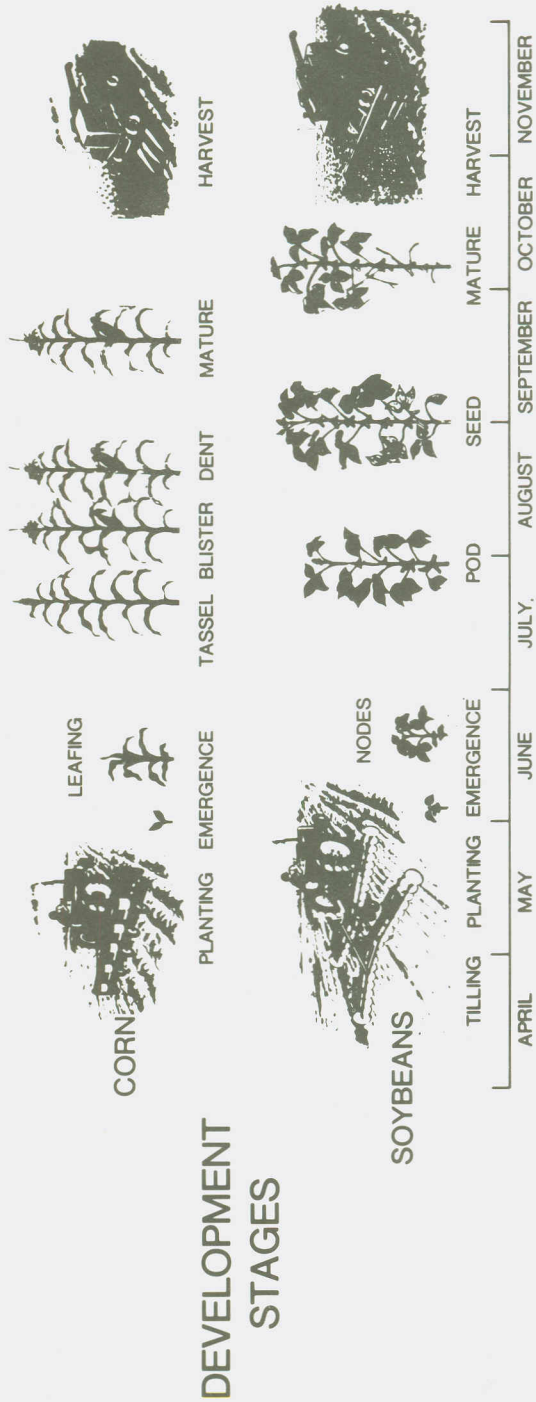 DEVELOPMENT
STAGES
CORN
LEAFING
PLANTING EMERGENCE TASSEL BLISTER DENT MATURE HARVEST
SOYBEANS
NODES
TILLING PLANTING EMERGENCE POD SEED MATURE HARVEST
APRIL MAY JUNE JULY. AUGUST SEPTEMBER OCTOBER NOVEMBER